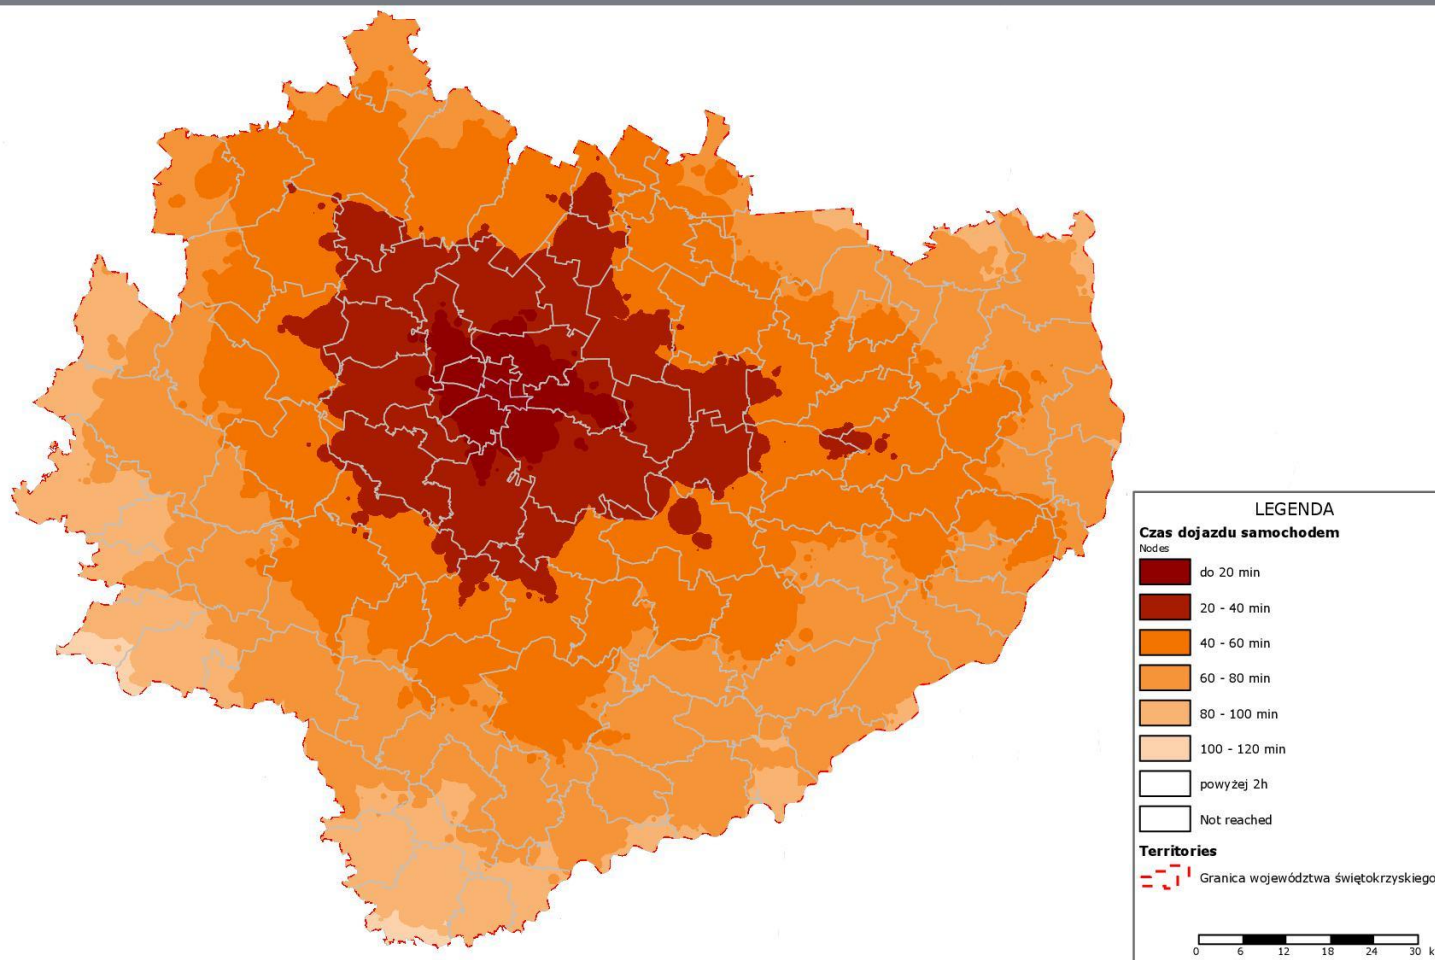 LEGENDA
Czas dojazdu samochodem
Nodes
do 20 min
20 - 40 min
40 - 60 min
60 - 80 min
80 - 100 min
100 - 120 min
powyżej 2h
Not reached
Territories
Granica województwa świętokrzyskiego
0 6 12 18 24 30 k